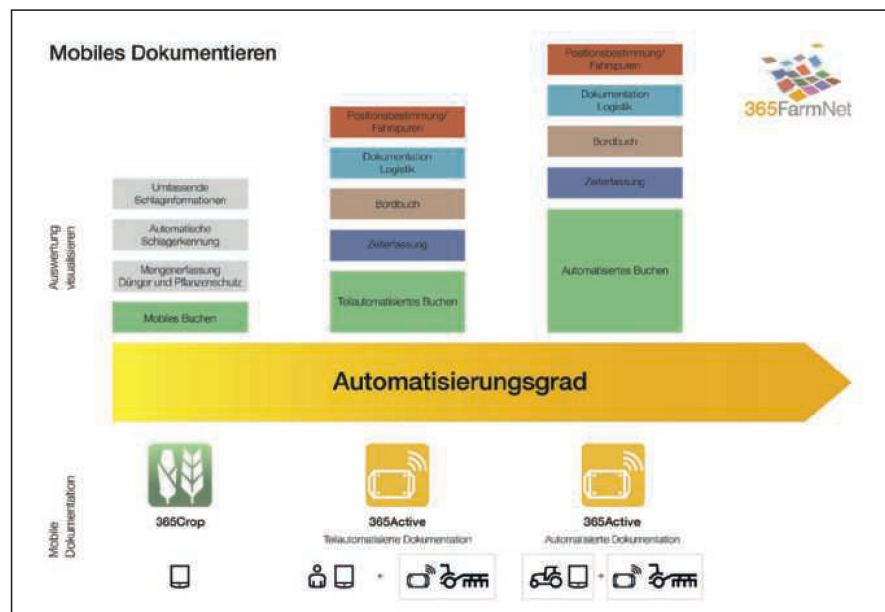 Mobiles Dokumentieren
365FarmNet
Auswertung
visualisieren
Umfassende
Schlaginformationen
Automatische
Schlagerkennung
Mengenerfassung
Dünger und Pflanzenschutz
Mobiles Buchen
Positionsbestimmung/
Fahrspuren
Dokumentation
Logistik
Bordbuch
Zeiterfassung
Teilautomatisiertes Buchen
Positionsbestimmung/
Fahrspuren
Dokumentation
Logistik
Bordbuch
Zeiterfassung
Automatisiertes Buchen
Automatisierungsgrad
Mobile
Dokumentation
365Crop
365Active
Teilautomatisierte Dokumentation
+
365Active
Automatisierte Dokumentation
+